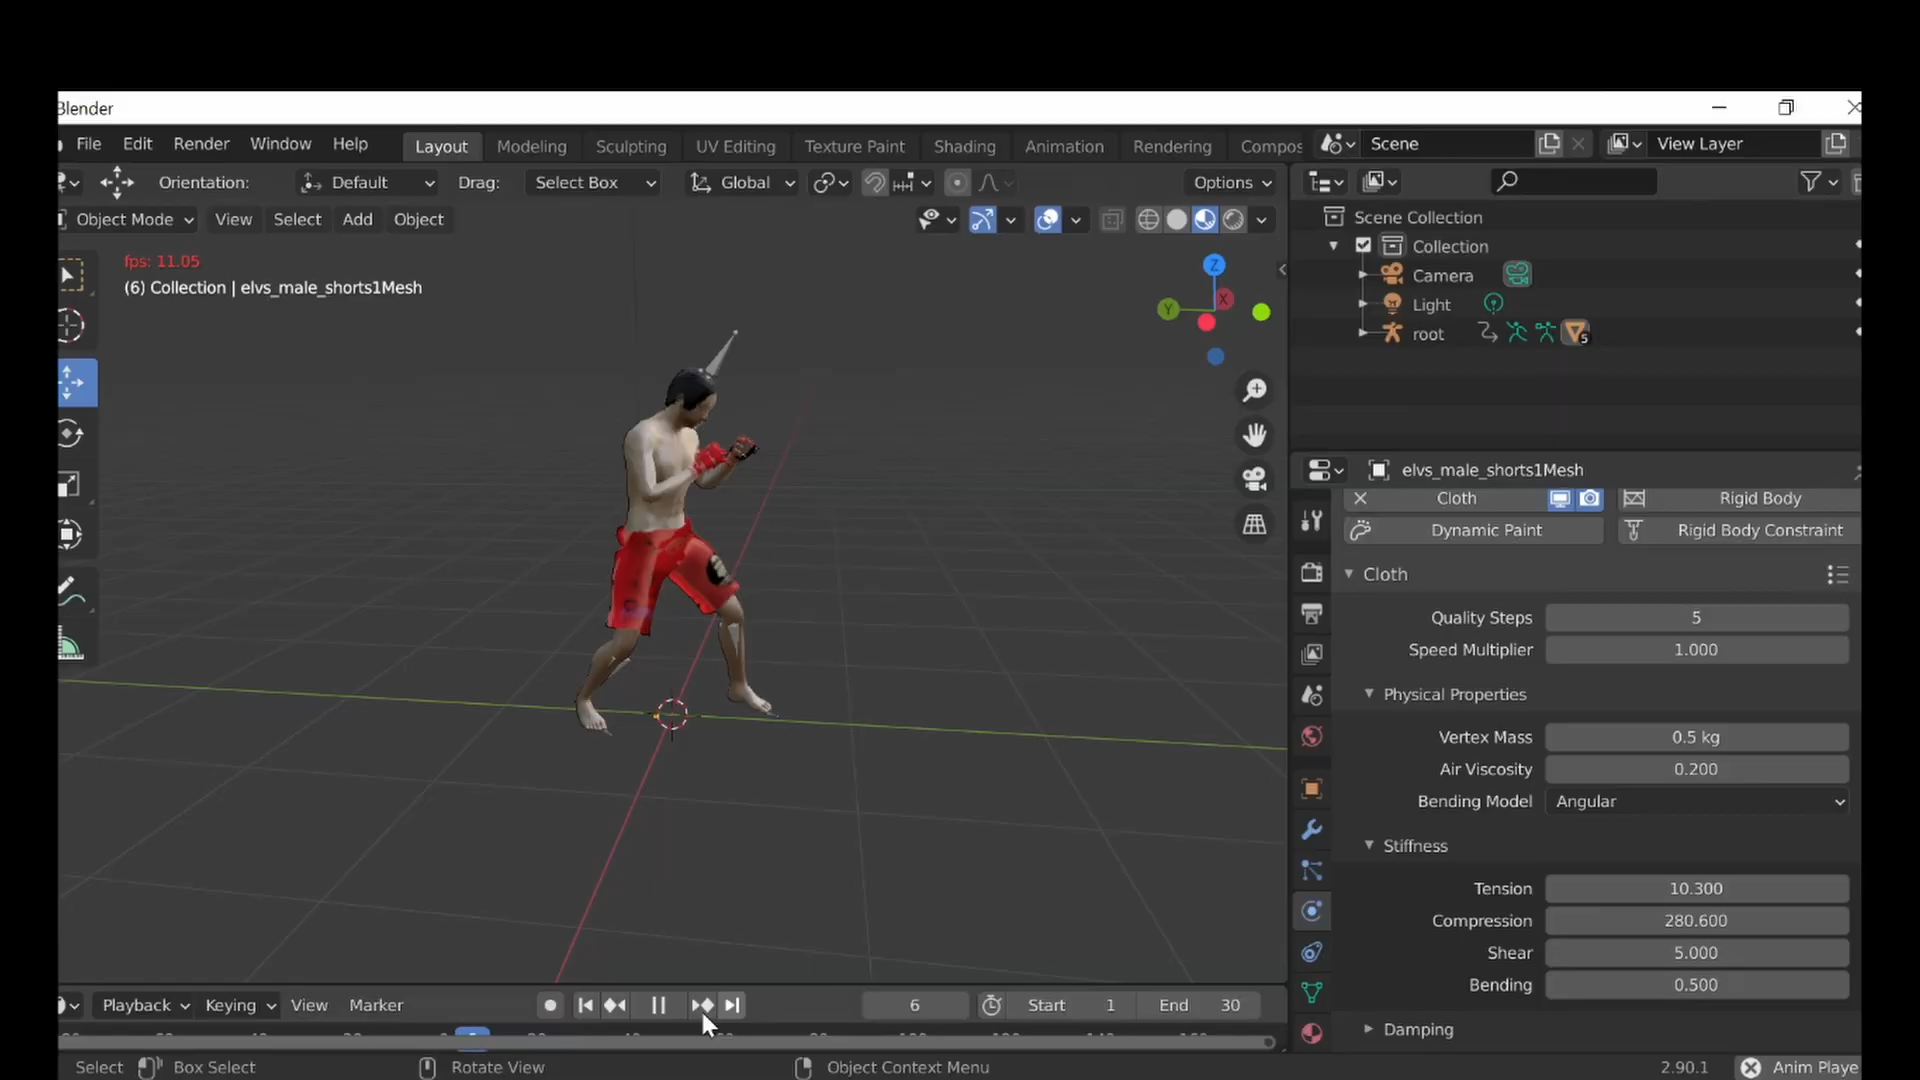 Blender
File Edit Render Window Help Layout Modeling Sculpting UV Editing Texture Paint Shading Animation Rendering Compos Scene View Layer
Orientation: Default Drag: Select Box Global Options
Object Mode View Select Add Object
Scene Collection
Collection
Camera
Light
root 5
fps: 11.05
(6) Collection | elvs_male_shorts1Mesh
Z
Y X
elvs_male_shorts1Mesh
Cloth Rigid Body
Dynamic Paint Rigid Body Constraint
Cloth
Quality Steps 5
Speed Multiplier 1.000
Physical Properties
Vertex Mass 0.5 kg
Air Viscosity 0.200
Bending Model Angular
Stiffness
Tension 10.300
Compression 280.600
Shear 5.000
Bending 0.500
Damping
Playback Keying View Marker 6 Start 1 End 30
Select Box Select Rotate View Object Context Menu 2.90.1 Anim Playe